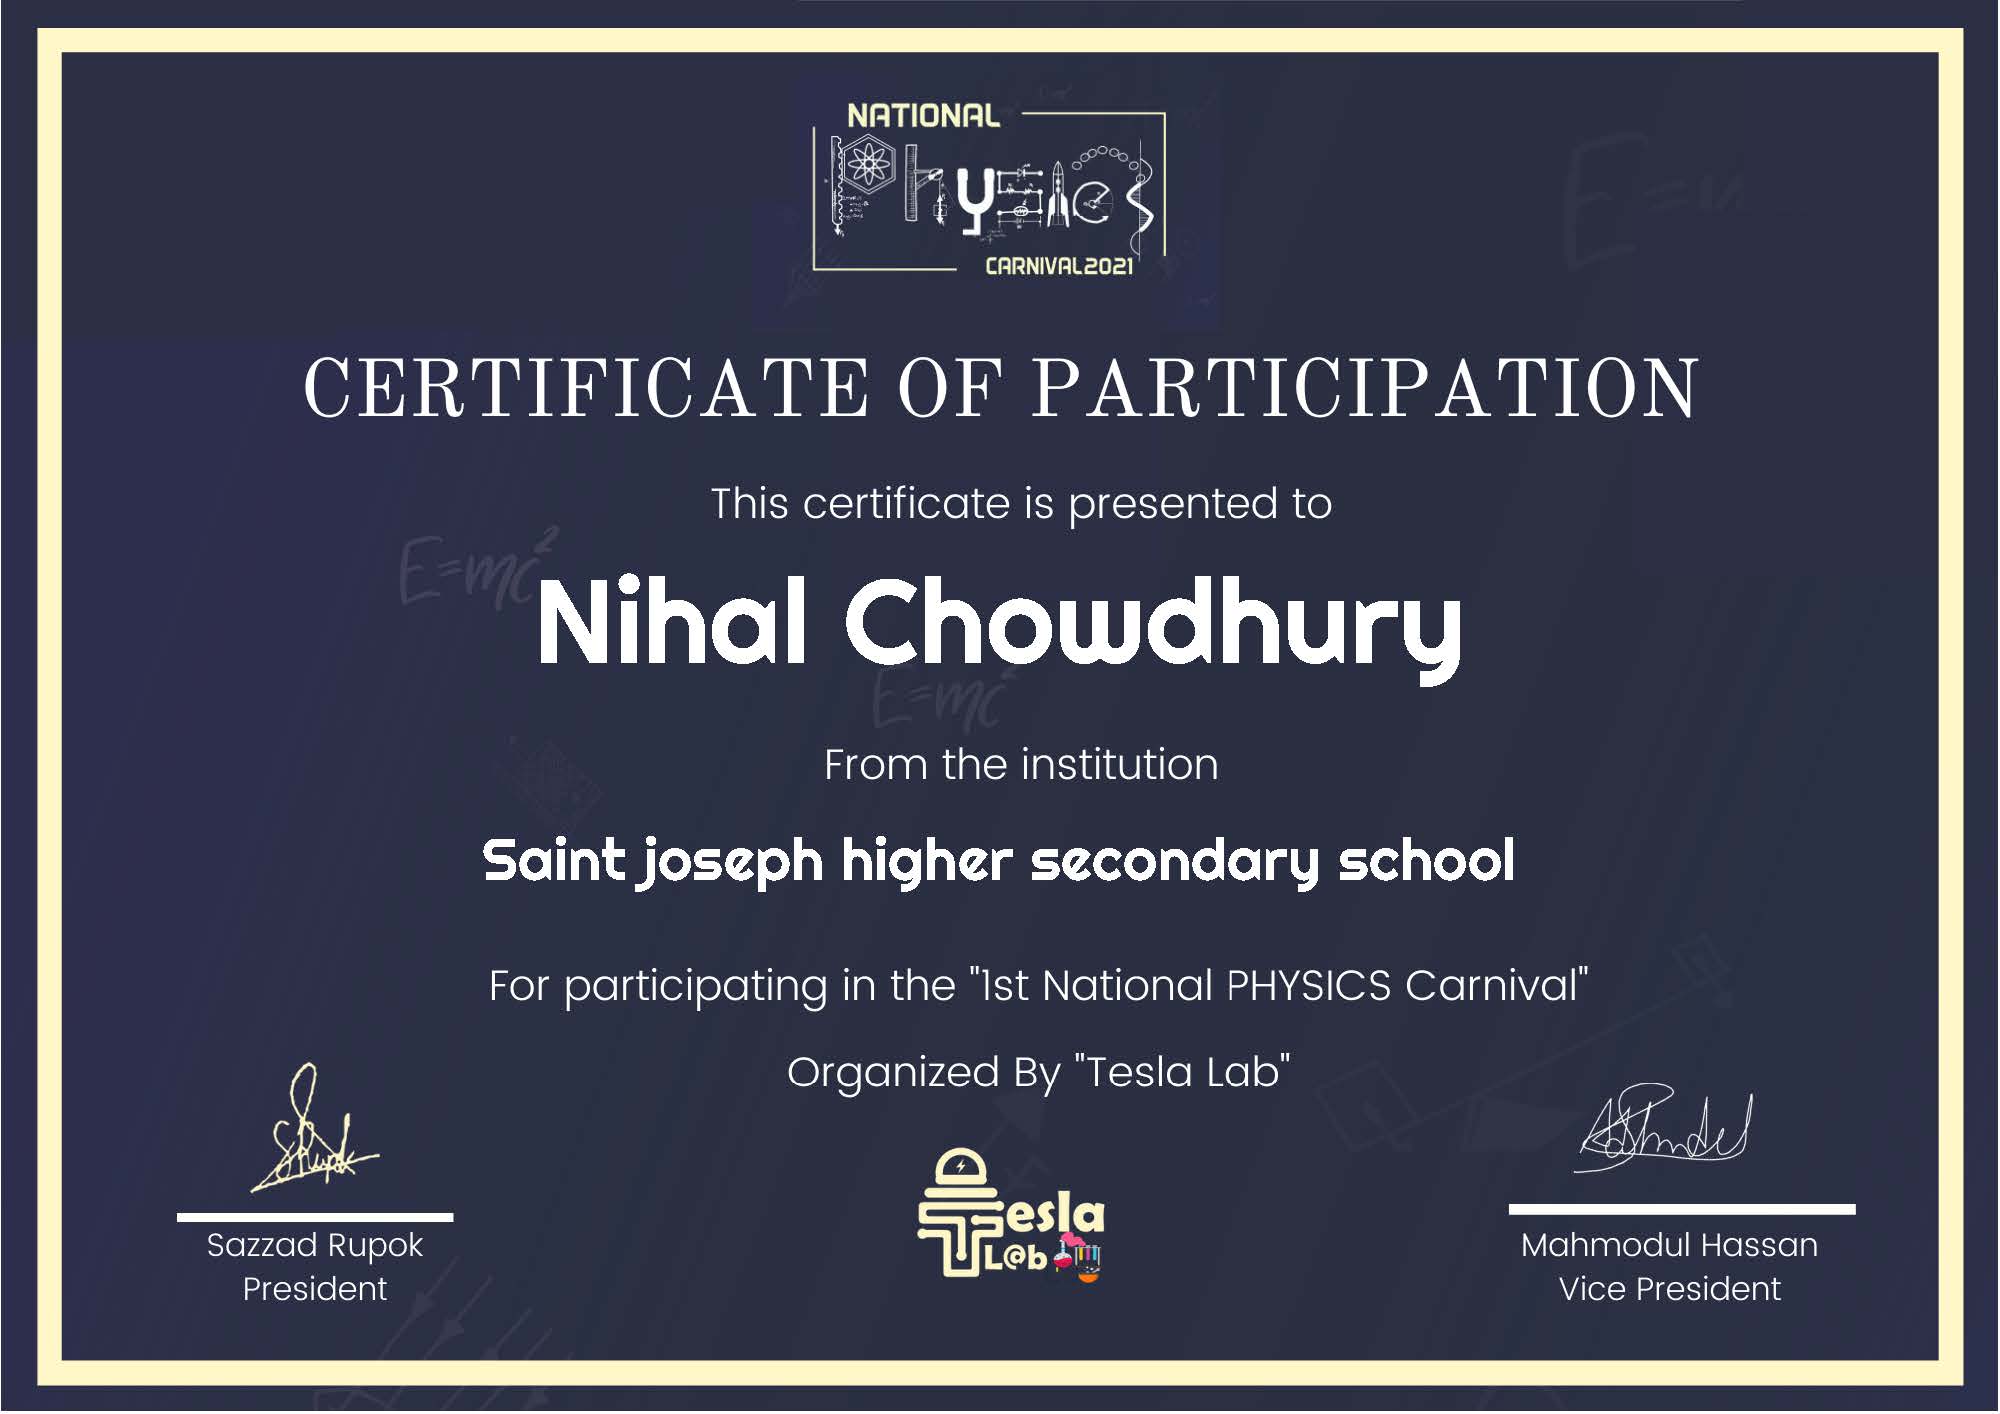 NATIONAL
Physics
CARNIVAL2021
CERTIFICATE OF PARTICIPATION
This certificate is presented to
E=mc²
Nihal Chowdhury
E=mc²
From the institution
Saint joseph higher secondary school
For participating in the "1st National PHYSICS Carnival"
Organized By "Tesla Lab"
Tesla
L@b
Sazzad Rupok
President
Mahmodul Hassan
Vice President